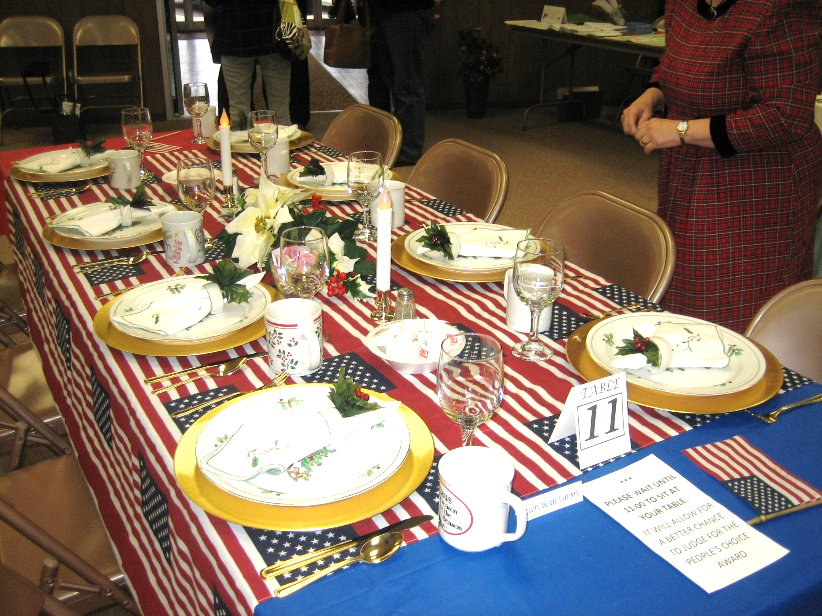 TABLE
11
***
PLEASE WAIT UNTIL
11:00 TO SIT AT
YOUR TABLE.
IT WILL ALLOW FOR
A BETTER CHANCE
TO JUDGE FOR THE
PEOPLE'S CHOICE
AWARD